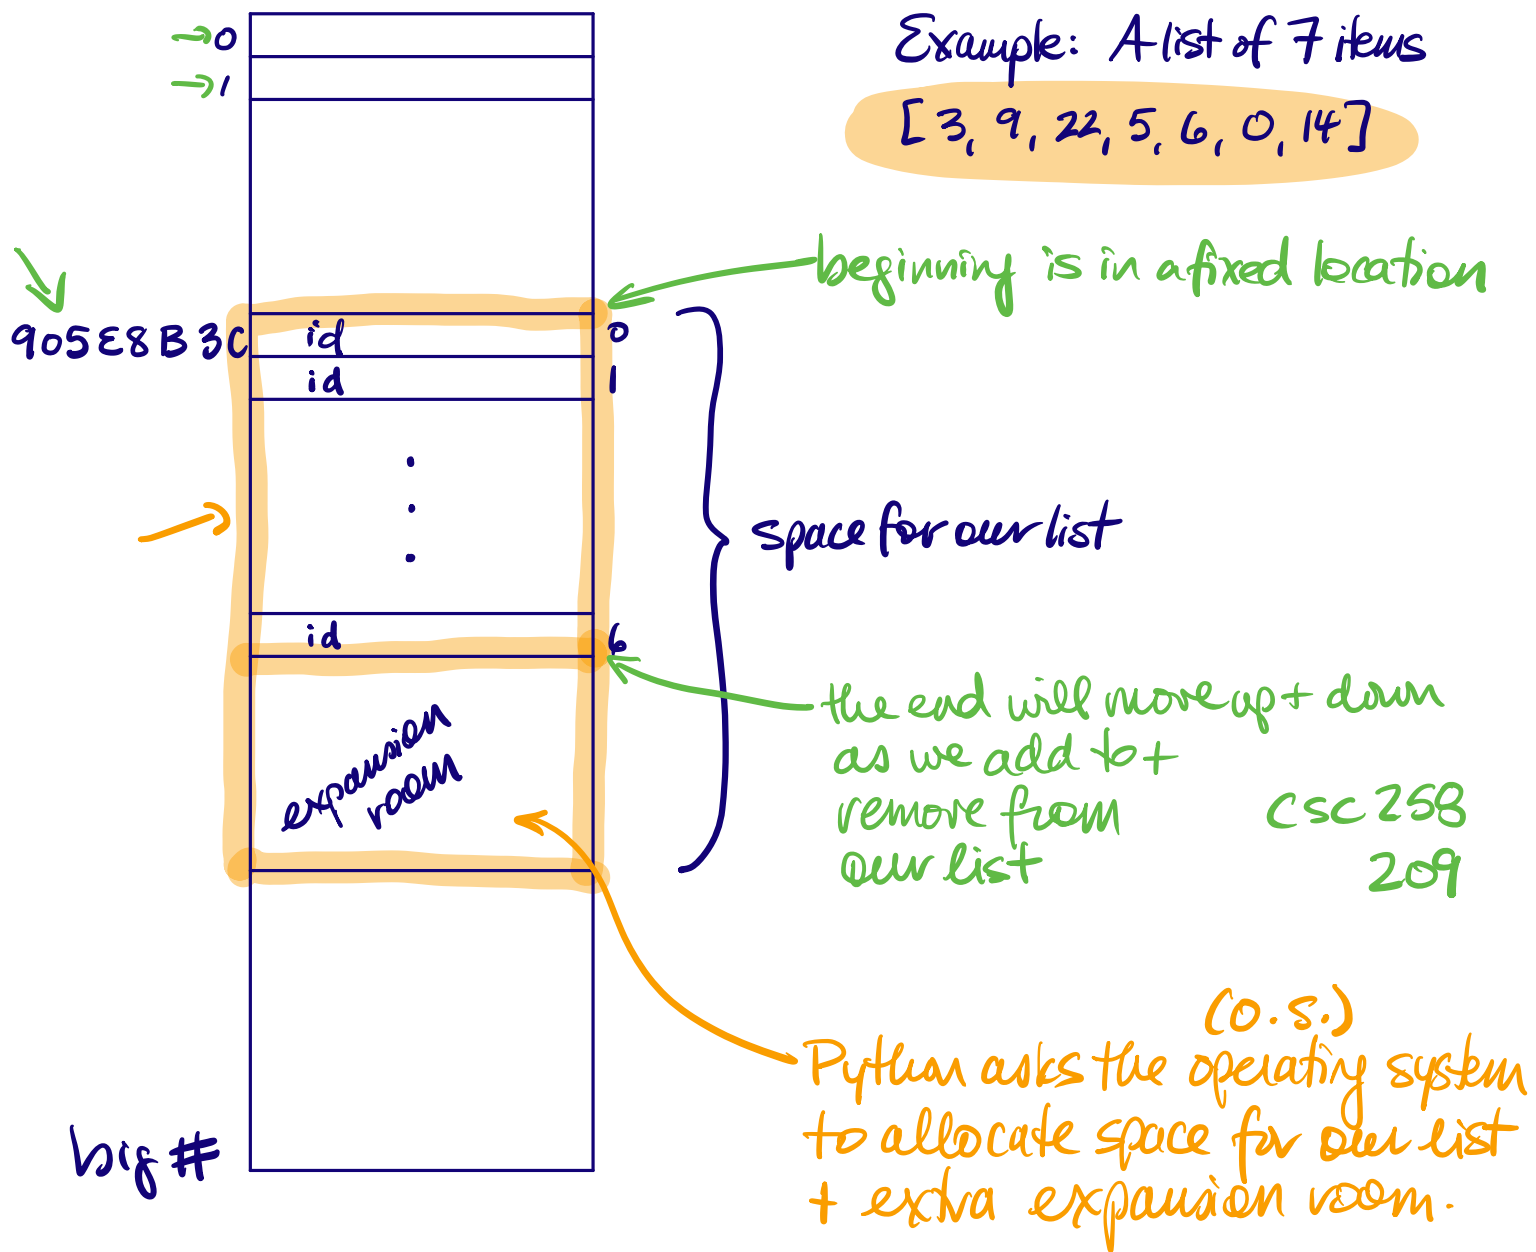 0
1
Example: A list of 7 items
[3, 9, 22, 5, 6, 0, 14]
beginning is in a fixed location
905E8B3C id 0
id 1
.
.
.
space for our list
id 6
the end will move up + down
as we add to +
remove from
our list
CSC 258
209
expansion
room
(O.S.)
Python asks the operating system
to allocate space for our list
+ extra expansion room.
big #